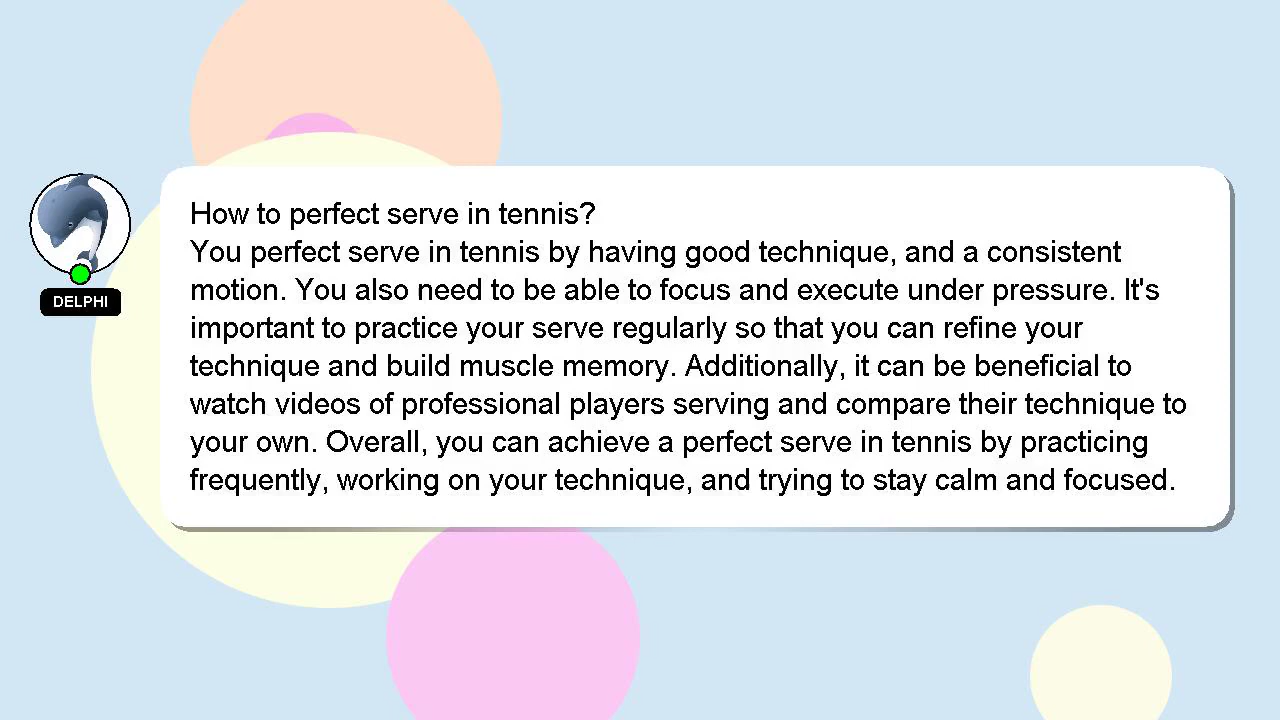 How to perfect serve in tennis?
You perfect serve in tennis by having good technique, and a consistent
motion. You also need to be able to focus and execute under pressure. It's
important to practice your serve regularly so that you can refine your
technique and build muscle memory. Additionally, it can be beneficial to
watch videos of professional players serving and compare their technique to
your own. Overall, you can achieve a perfect serve in tennis by practicing
frequently, working on your technique, and trying to stay calm and focused.
DELPHI